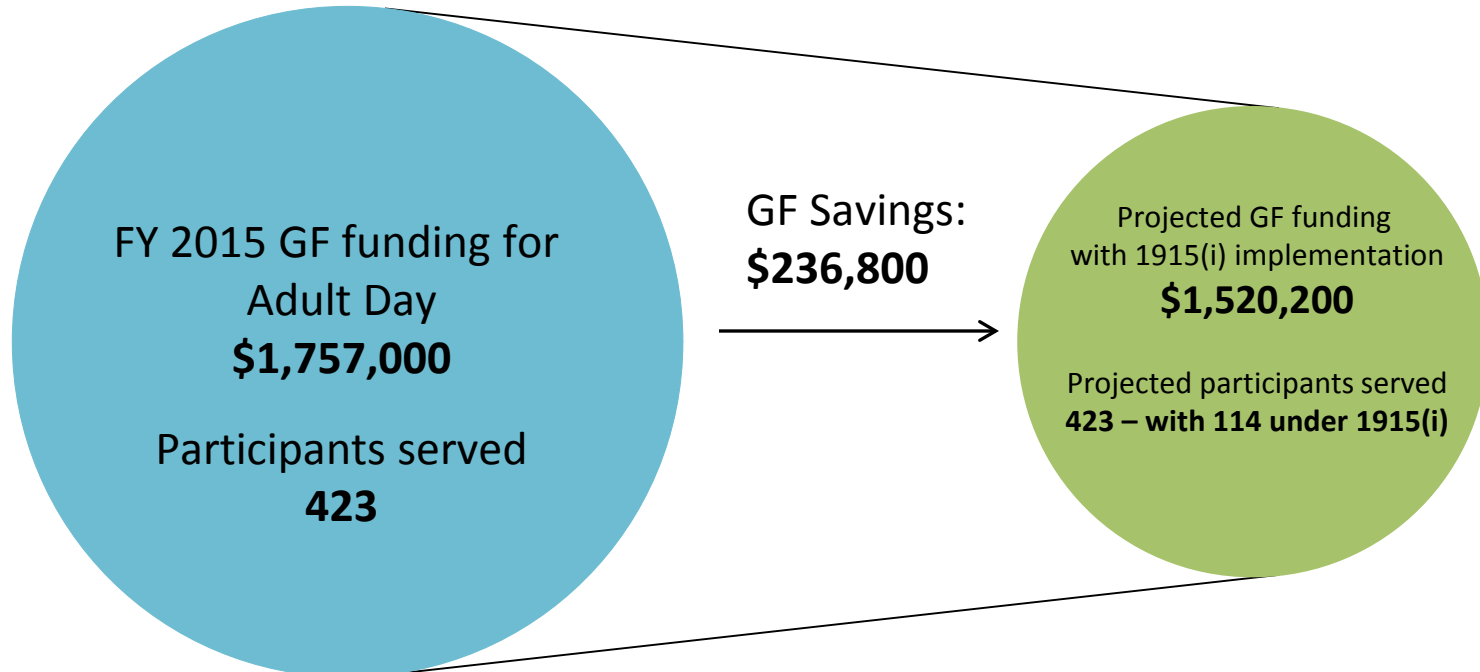 FY 2015 GF funding for
Adult Day
$1,757,000
Participants served
423
GF Savings:
$236,800
Projected GF funding
with 1915(i) implementation
$1,520,200
Projected participants served
423 – with 114 under 1915(i)